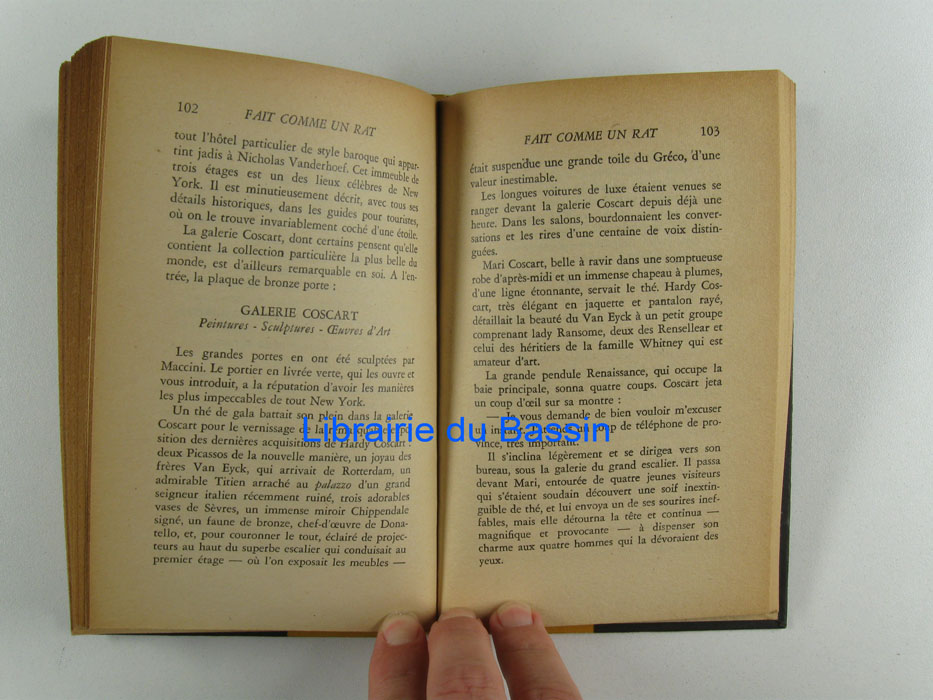 102
FAIT COMME UN RAT
tout l'hôtel particulier de style baroque qui appar-
tint jadis à Nicholas Vanderhoef. Cet immeuble de
trois étages est un des lieux célèbres de New
York. Il est minutieusement décrit, avec tous ses
détails historiques, dans les guides pour touristes,
où on le trouve invariablement coché d'une étoile.
La galerie Coscart, dont certains pensent qu'elle
contient la collection particulière la plus belle du
monde, est d'ailleurs remarquable en soi. A l'en-
trée, la plaque de bronze porte :
GALERIE COSCART
Peintures - Sculptures - Œuvres d'Art
Les grandes portes en ont été sculptées par
Maccini. Le portier en livrée verte, qui les ouvre et
vous introduit, a la réputation d'avoir les manières
les plus impeccables de tout New York.
Un thé de gala battait son plein dans la galerie
Coscart pour le vernissage de la remarquable expo-
sition des dernières acquisitions de Hardy Coscart :
deux Picassos de la nouvelle manière, un joyau des
frères Van Eyck, qui arrivait de Rotterdam, un
admirable Titien arraché au palazzo d'un grand
seigneur italien récemment ruiné, trois adorables
vases de Sèvres, un immense miroir Chippendale
signé, un faune de bronze, chef-d'œuvre de Dona-
tello, et, pour couronner le tout, éclairé de projec-
teurs au haut du superbe escalier qui conduisait au
premier étage — où l'on exposait les meubles —
FAIT COMME UN RAT
103
était suspendue une grande toile du Gréco, d'une
valeur inestimable.
Les longues voitures de luxe étaient venues se
ranger devant la galerie Coscart depuis déjà une
heure. Dans les salons, bourdonnaient les conver-
sations et les rires d'une centaine de voix distin-
guées.
Mari Coscart, belle à ravir dans une somptueuse
robe d'après-midi et un immense chapeau à plumes,
d'une ligne étonnante, servait le thé. Hardy Cos-
cart, très élégant en jaquette et pantalon rayé,
détaillait la beauté du Van Eyck à un petit groupe
comprenant lady Ransome, deux des Rensellear et
celui des héritiers de la famille Whitney qui est
amateur d'art.
La grande pendule Renaissance, qui occupe la
baie principale, sonna quatre coups. Coscart jeta
un coup d'œil sur sa montre :
— Je vous demande de bien vouloir m'excuser
un instant. J'attends un coup de téléphone de pro-
vince, très important.
Il s'inclina légèrement et se dirigea vers son
bureau, sous la galerie du grand escalier. Il passa
devant Mari, entourée de quatre jeunes visiteurs
qui s'étaient soudain découvert une soif inextin-
guible de thé, et lui envoya un de ses sourires inef-
fables, mais elle détourna la tête et continua —
magnifique et provocante — à dispenser son
charme aux quatre hommes qui la dévoraient des
yeux.
Librairie du Bassin